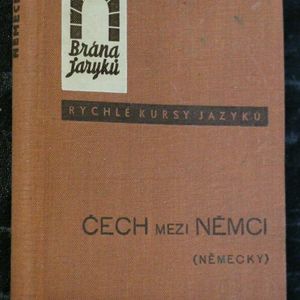 Brána
Jazyků
RYCHLÉ KURSY JAZYKŮ
ČECH MEZI NĚMCI
(NĚMECKY)